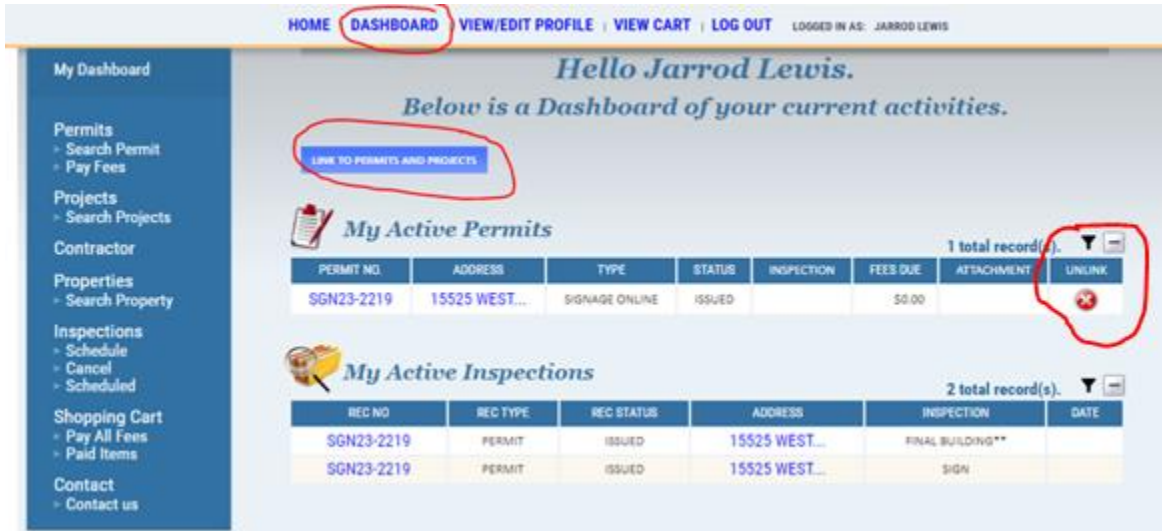 HOME | DASHBOARD | VIEW/EDIT PROFILE | VIEW CART | LOG OUT LOGGED IN AS: JARROD LEWIS
My Dashboard
Permits
Search Permit
Pay Fees
Projects
Search Projects
Contractor
Properties
Search Property
Inspections
Schedule
Cancel
Scheduled
Shopping Cart
Pay All Fees
Paid Items
Contact
Contact us
Hello Jarrod Lewis.
Below is a Dashboard of your current activities.
LINK TO PERMITS AND PROJECTS
My Active Permits
1 total record(s).
PERMIT NO. ADDRESS TYPE STATUS INSPECTION FEES DUE ATTACHMENT UNLINK
SGN23-2219 15525 WEST... SIGNAGE ONLINE ISSUED $0.00
My Active Inspections
2 total record(s).
REC NO REC TYPE REC STATUS ADDRESS INSPECTION DATE
SGN23-2219 PERMIT ISSUED 15525 WEST... FINAL BUILDING**
SGN23-2219 PERMIT ISSUED 15525 WEST... SIGN